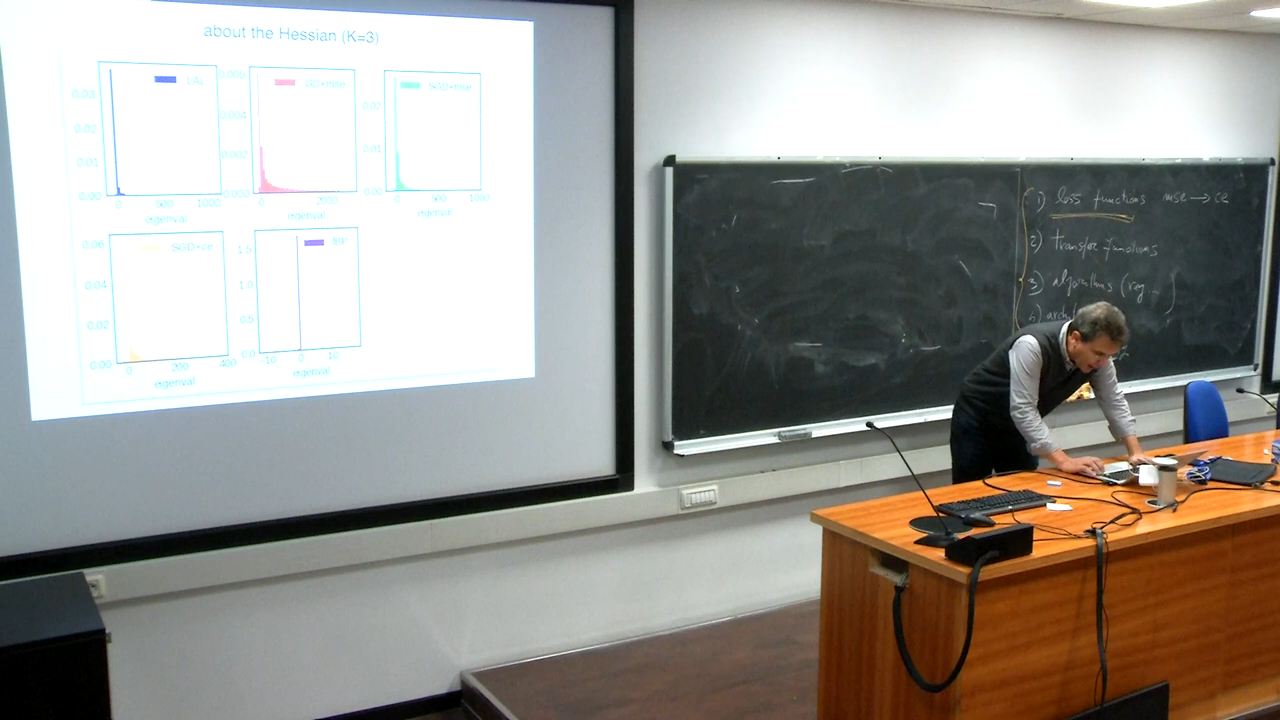 about the Hessian (K=3)
LAL
GD+mse
SGD+mse
0.03
0.02
0.01
0.00
0 500 1000
eigenval
0.004
0.002
0.000
0 2000
eigenval
0.02
0.01
0.00
0 500 1000
eigenval
SGD+ce
0.06
0.04
0.02
0.00
0 200 400
eigenval
1.5
1.0
0.5
0.0
-10 0 10
eigenval
1) loss functions mse → ce
2) transfer functions
3) algorithms (reg ... )
4)